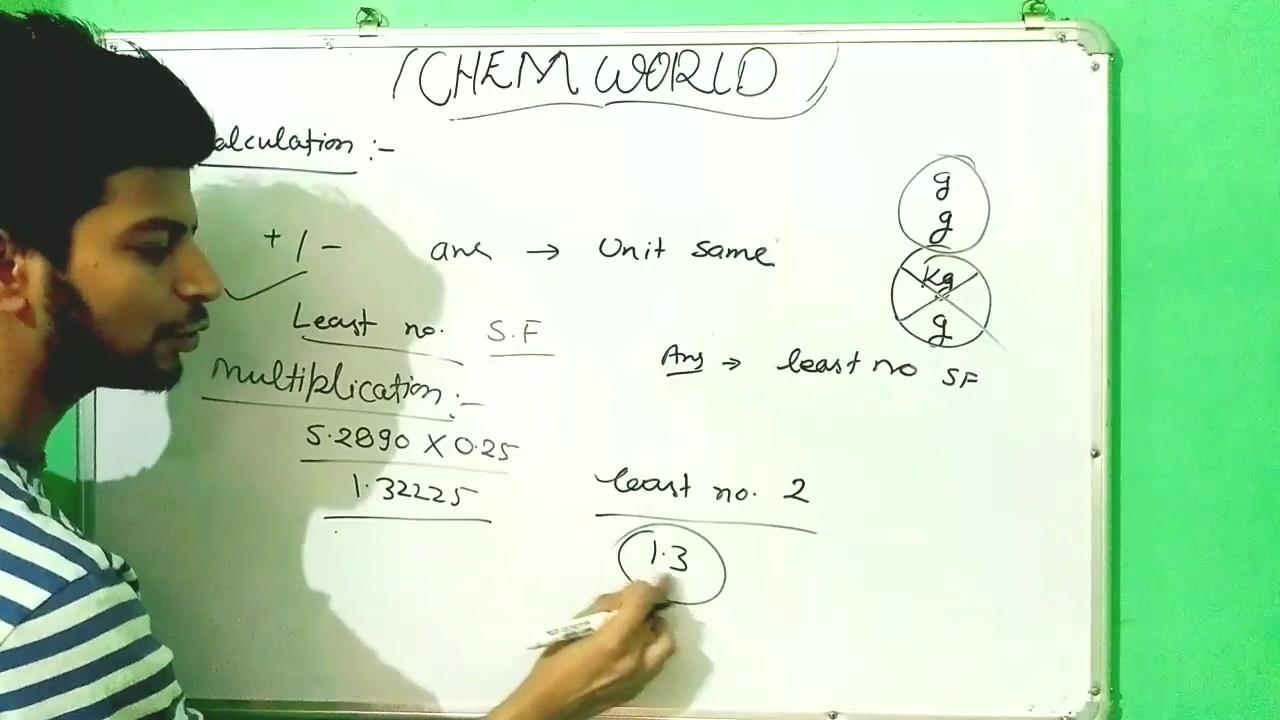 CHEM WORLD
alculation :-
+ / - ans → Unit same
g
g
Kg
g
Least no. S.F
Ans → least no SF
Multiplication :-
5.2890 X 0.25
1.32225
least no. 2
1.3